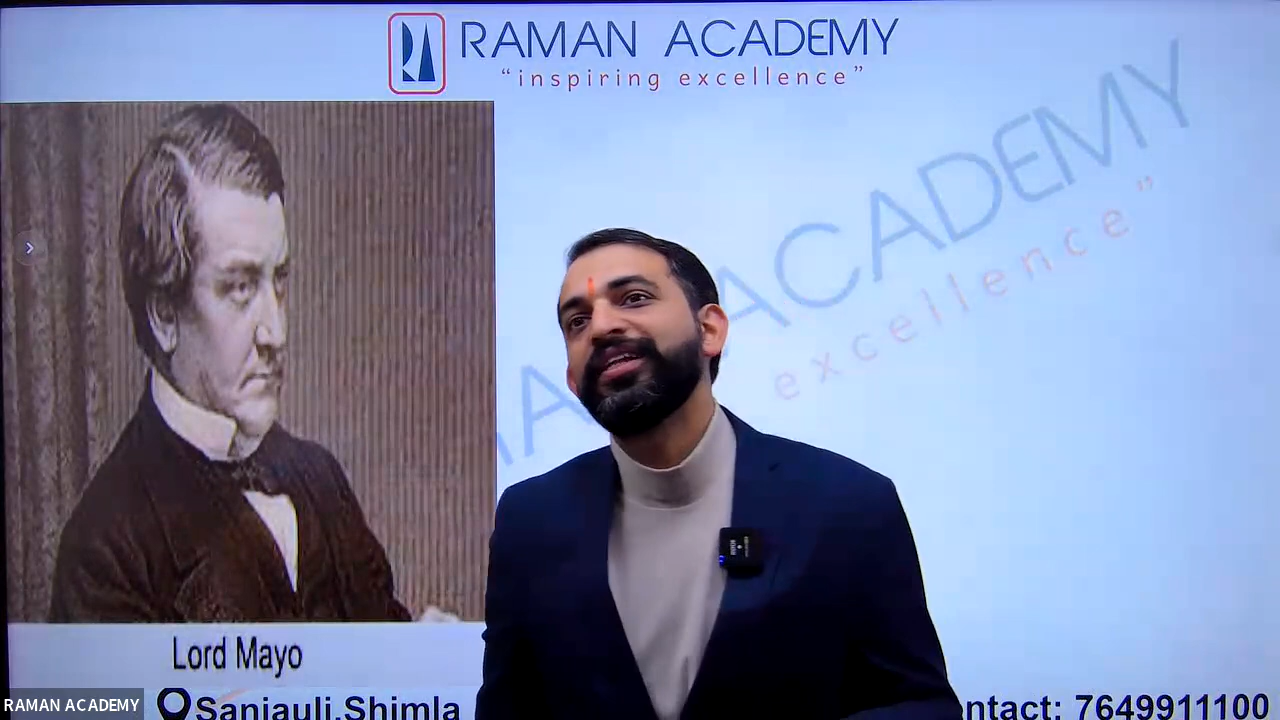 RAMAN ACADEMY
“inspiring excellence”
ACADEMY
excellence”
Lord Mayo
RAMAN ACADEMY
Sanjauli,Shimla
ntact: 7649911100